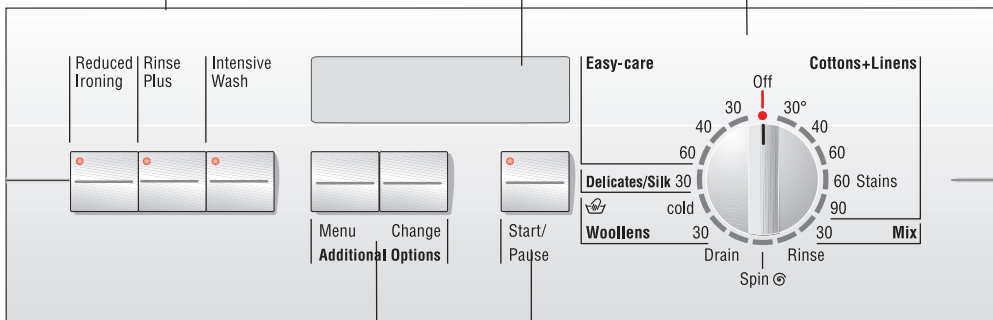 Reduced
Ironing
Rinse
Plus
Intensive
Wash
Menu
Change
Additional Options
Start/
Pause
Easy-care
Cottons+Linens
Off
30
30°
40
40
60
60
Delicates/Silk 30
60 Stains
cold
90
Woollens 30
30 Mix
Drain
Rinse
Spin